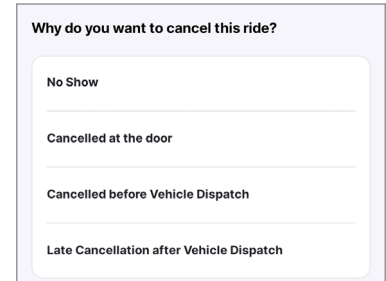 Why do you want to cancel this ride?
No Show
Cancelled at the door
Cancelled before Vehicle Dispatch
Late Cancellation after Vehicle Dispatch